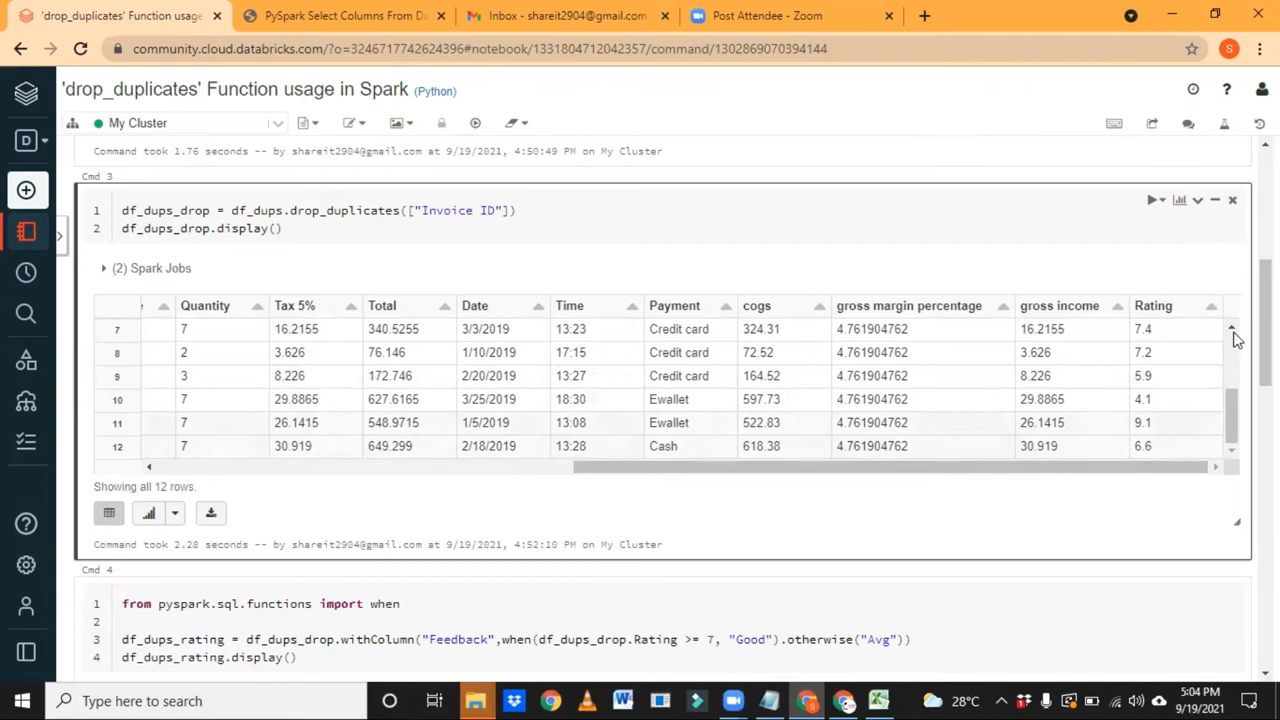 'drop_duplicates' Function usage
PySpark Select Columns From Da
Inbox - shareit2904@gmail.com
Post Attendee - Zoom
community.cloud.databricks.com/?o=3246717742624396#notebook/1331804712042357/command/1302869070394144
S
'drop_duplicates' Function usage in Spark (Python)
D
My Cluster
Command took 1.76 seconds -- by shareit2904@gmail.com at 9/19/2021, 4:50:49 PM on My Cluster
Cmd 3
1 df_dups_drop = df_dups.drop_duplicates(["Invoice ID"])
2 df_dups_drop.display()
(2) Spark Jobs
Quantity Tax 5% Total Date Time Payment cogs gross margin percentage gross income Rating
7 7 16.2155 340.5255 3/3/2019 13:23 Credit card 324.31 4.761904762 16.2155 7.4
8 2 3.626 76.146 1/10/2019 17:15 Credit card 72.52 4.761904762 3.626 7.2
9 3 8.226 172.746 2/20/2019 13:27 Credit card 164.52 4.761904762 8.226 5.9
10 7 29.8865 627.6165 3/25/2019 18:30 Ewallet 597.73 4.761904762 29.8865 4.1
11 7 26.1415 548.9715 1/5/2019 13:08 Ewallet 522.83 4.761904762 26.1415 9.1
12 7 30.919 649.299 2/18/2019 13:28 Cash 618.38 4.761904762 30.919 6.6
Showing all 12 rows.
Command took 2.28 seconds -- by shareit2904@gmail.com at 9/19/2021, 4:52:10 PM on My Cluster
Cmd 4
1 from pyspark.sql.functions import when
2
3 df_dups_rating = df_dups_drop.withColumn("Feedback",when(df_dups_drop.Rating >= 7, "Good").otherwise("Avg"))
4 df_dups_rating.display()
Type here to search
28°C
5:04 PM
9/19/2021